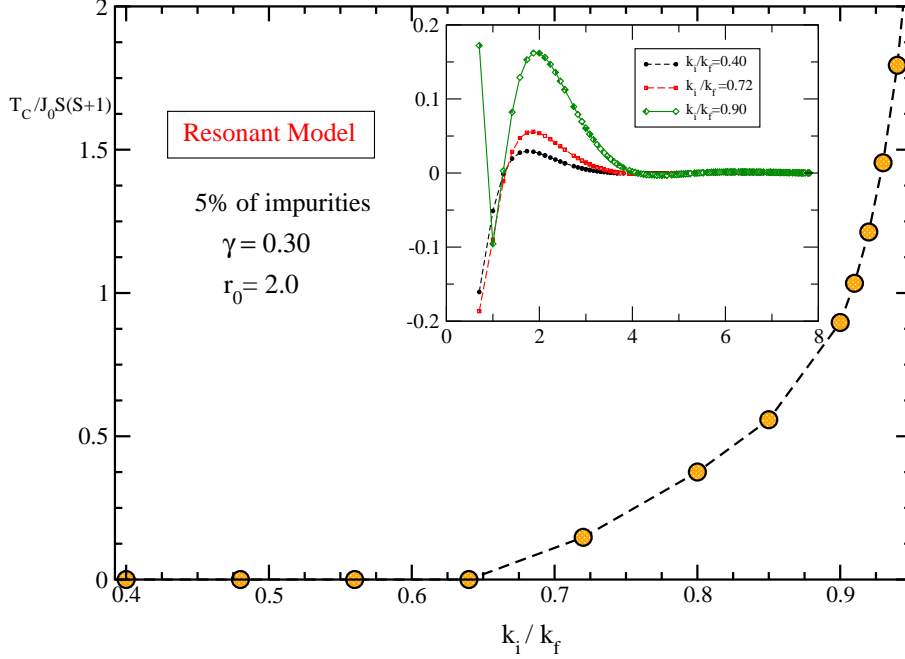 T_C/J_0S(S+1)
2
1.5
1
0.5
0
0.4
0.5
0.6
0.7
0.8
0.9
k_i / k_f
Resonant Model
5% of impurities
γ = 0.30
r_0= 2.0
0.2
0.1
0
-0.1
-0.2
0
2
4
6
8
k_i/k_f=0.40
k_i/k_f=0.72
k_i/k_f=0.90